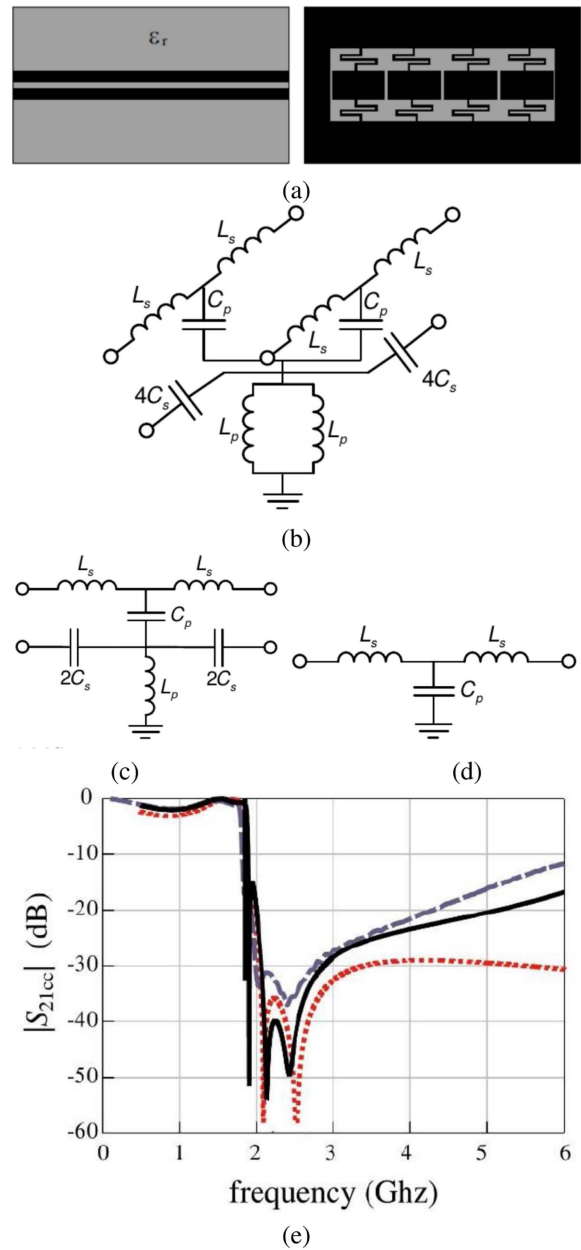 εr
(a)
Ls
Ls
Ls
Cp
Cp
Ls
4Cs
4Cs
Lp
Lp
(b)
Ls
Ls
Cp
2Cs
2Cs
Lp
(c)
Ls
Ls
Cp
(d)
0
-10
-20
-30
-40
-50
-60
|S21cc| (dB)
0 1 2 3 4 5 6
frequency (Ghz)
(e)